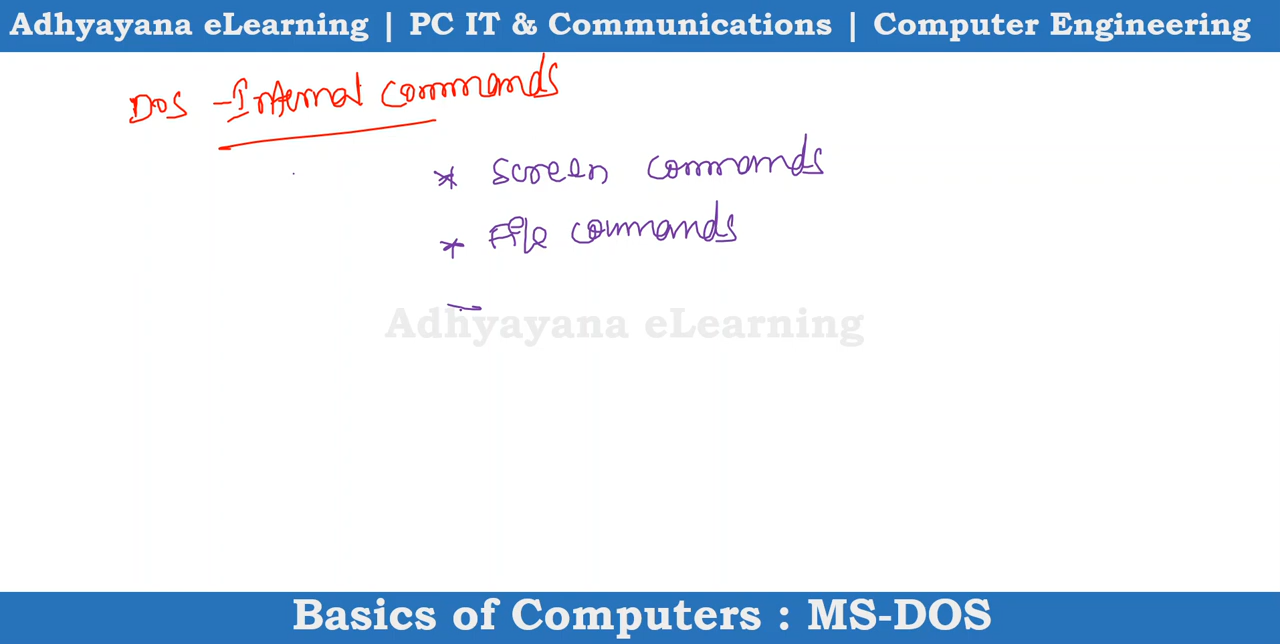 Adhyayana eLearning | PC IT & Communications | Computer Engineering
DOS - Internal Commands
* Screen commands
* File commands
Adhyayana eLearning
Basics of Computers : MS-DOS